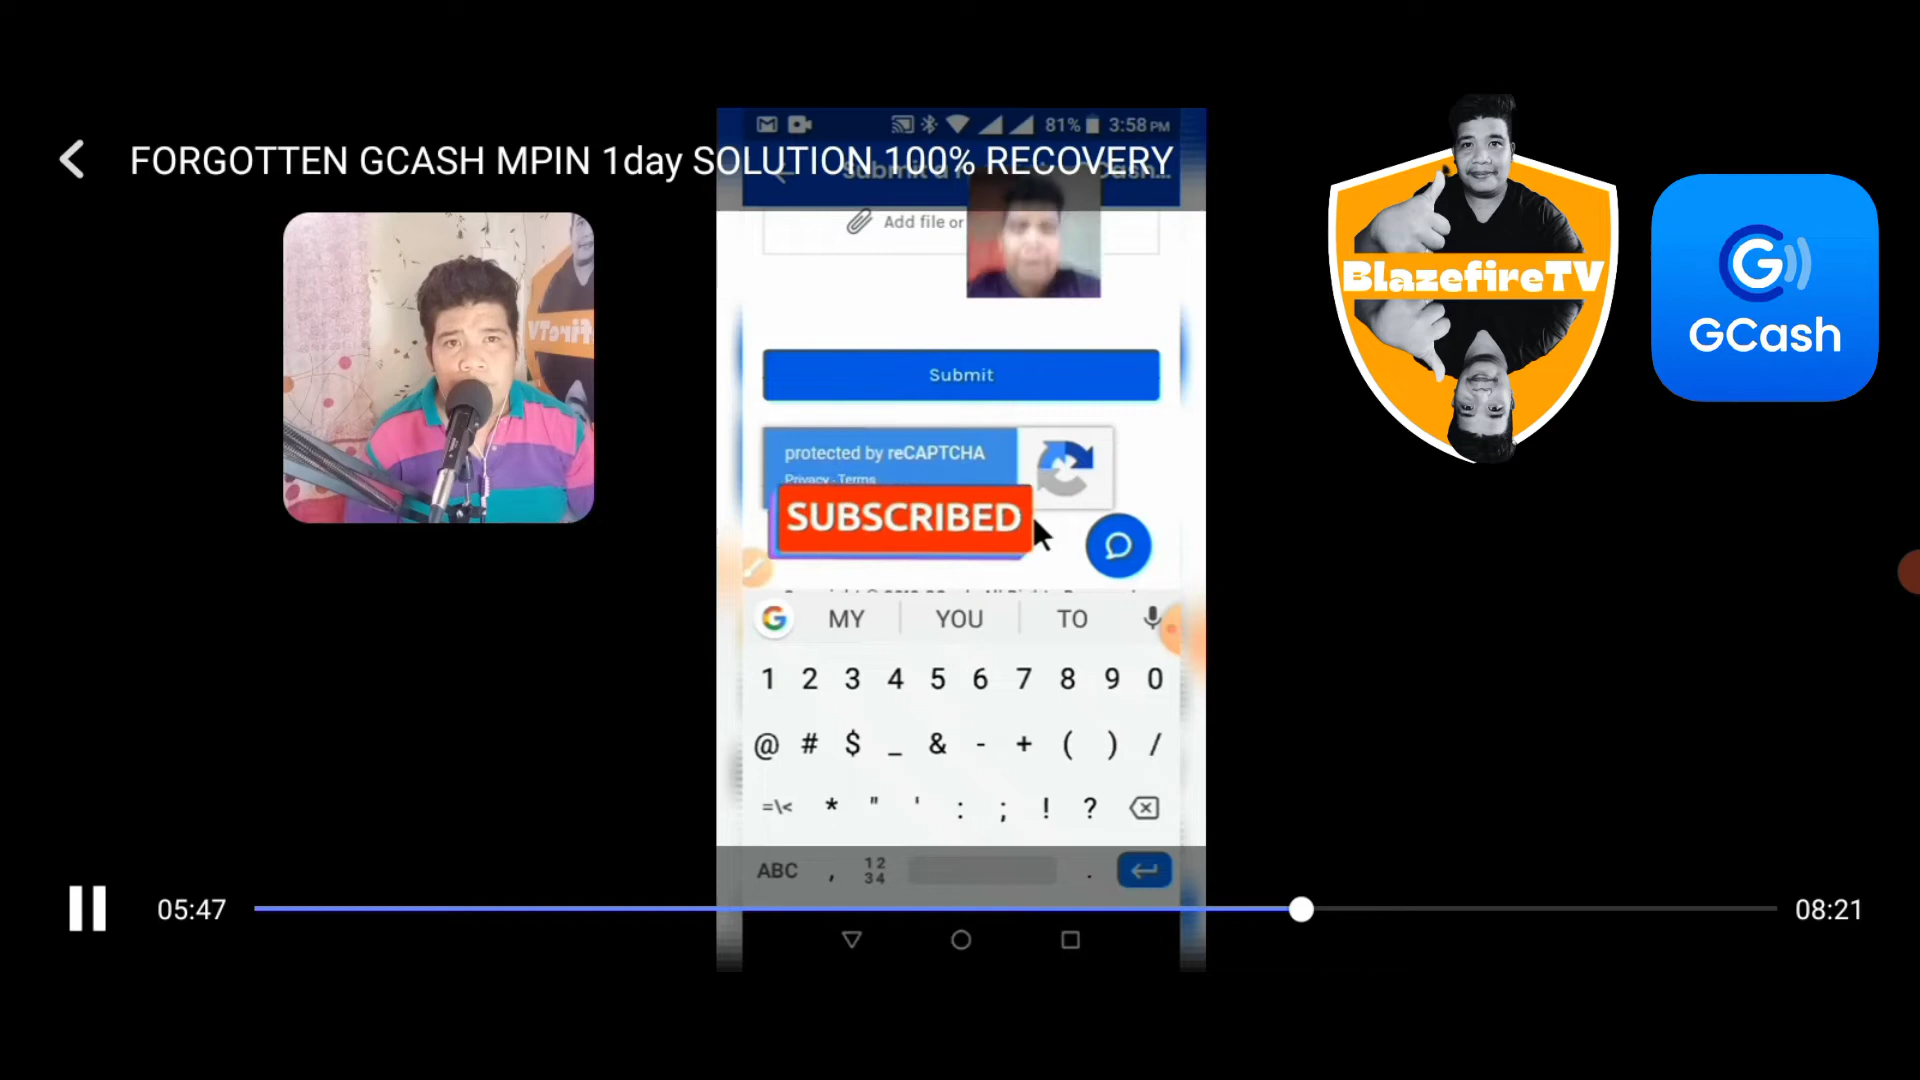 81% 3:58 PM
FORGOTTEN GCASH MPIN 1day SOLUTION 100% RECOVERY
Submit a
Add file or
BlazefireTV
GCash
Submit
protected by reCAPTCHA
Privacy - Terms
SUBSCRIBED
MY YOU TO
1 2 3 4 5 6 7 8 9 0
@ # $ _ & - + ( ) /
=\< * " ' : ; ! ?
ABC , 12 34 .
05:47 08:21